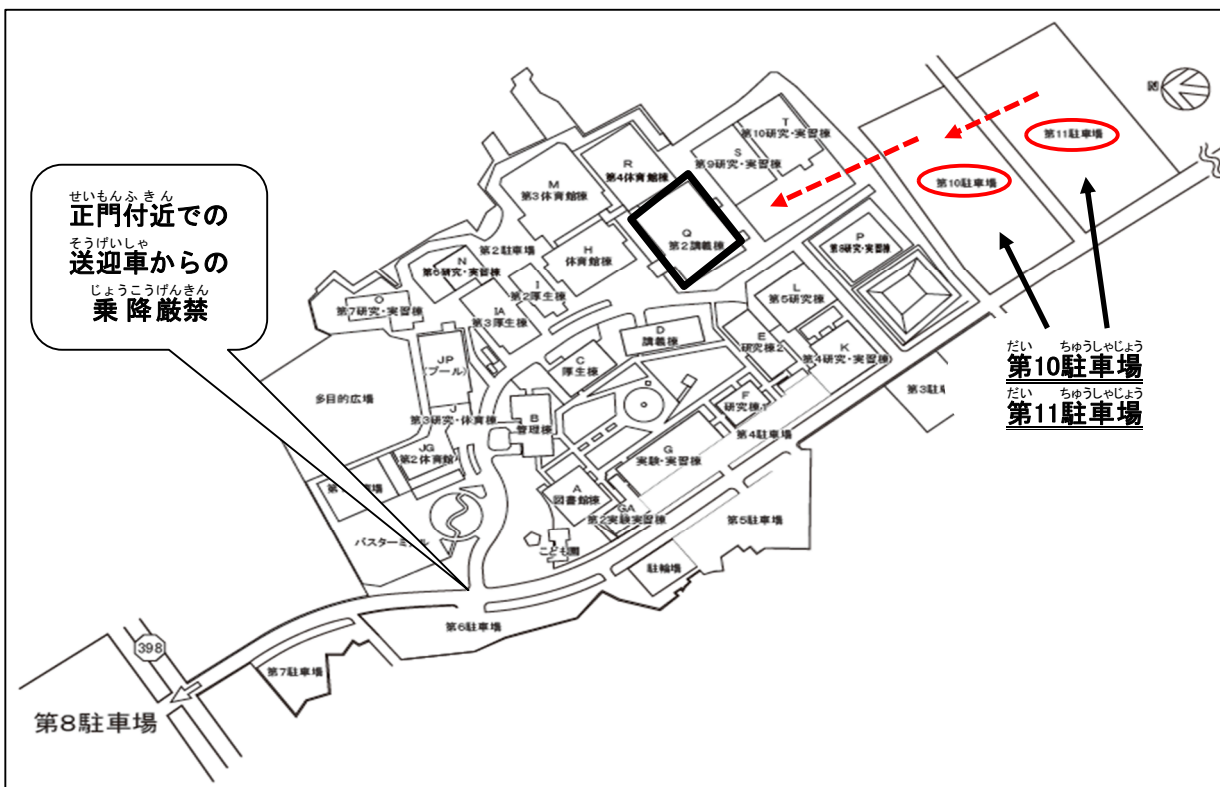 せいもんふきん
正門付近での
そうげいしゃ
送迎車からの
じょうこうげんきん
乗降厳禁
T
第10研究・実習棟
S
第9研究・実習棟
R
第4体育館棟
M
第3体育館棟
Q
第2講義棟
H
体育館棟
第2駐車場
N
第6研究・実習棟
I
第2厚生棟
O
第7研究・実習棟
IA
第3厚生棟
P
第8研究・実習棟
L
第5研究棟
D
講義棟
E
研究棟2
K
第4研究・実習棟
C
厚生棟
JP
(プール)
F
研究棟1
多目的広場
J
第3研究・体育棟
B
管理棟
第4駐車場
第3駐
JG
第2体育館
G
実験・実習棟
A
図書館棟
GA
第2実験実習棟
第5駐車場
バスターミナル
こども園
駐輪場
第6駐車場
第7駐車場
398
第8駐車場
第11駐車場
第10駐車場
だい ちゅうしゃじょう
第10駐車場
だい ちゅうしゃじょう
第11駐車場